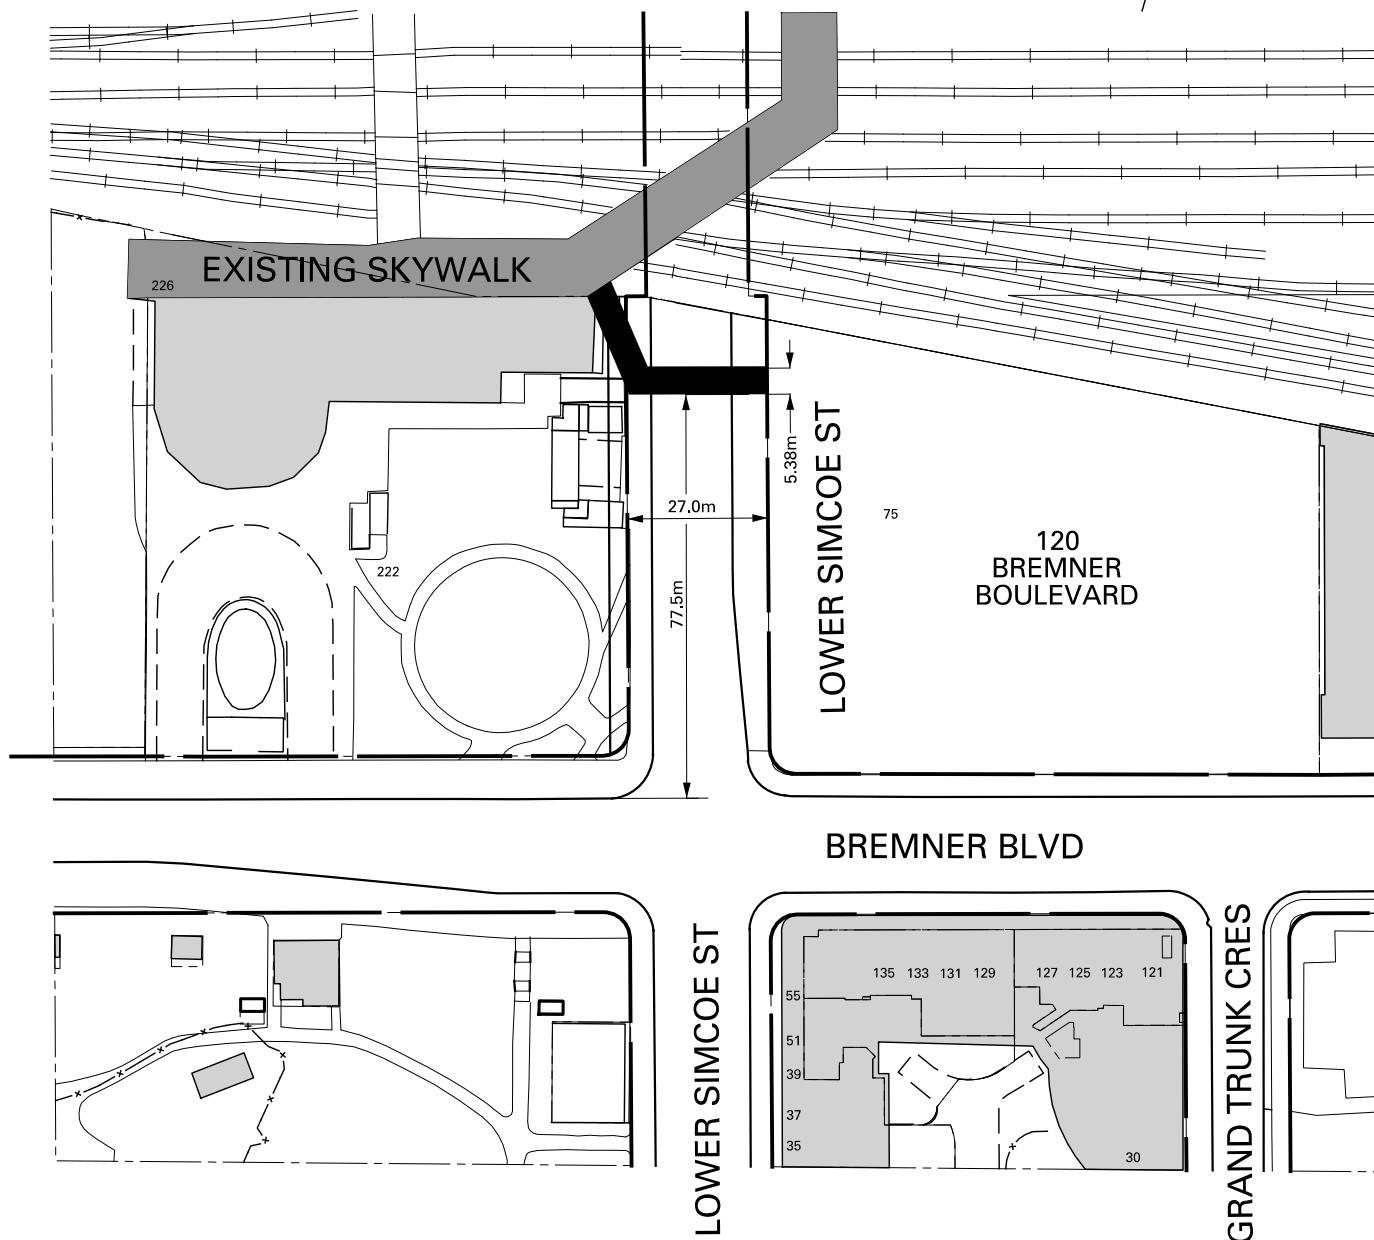 EXISTING SKYWALK
226
5.38m
LOWER SIMCOE ST
27.0m
75
120
BREMNER
BOULEVARD
222
77.5m
BREMNER BLVD
LOWER SIMCOE ST
GRAND TRUNK CRES
135 133 131 129 127 125 123 121
55
51
39
37
35
30